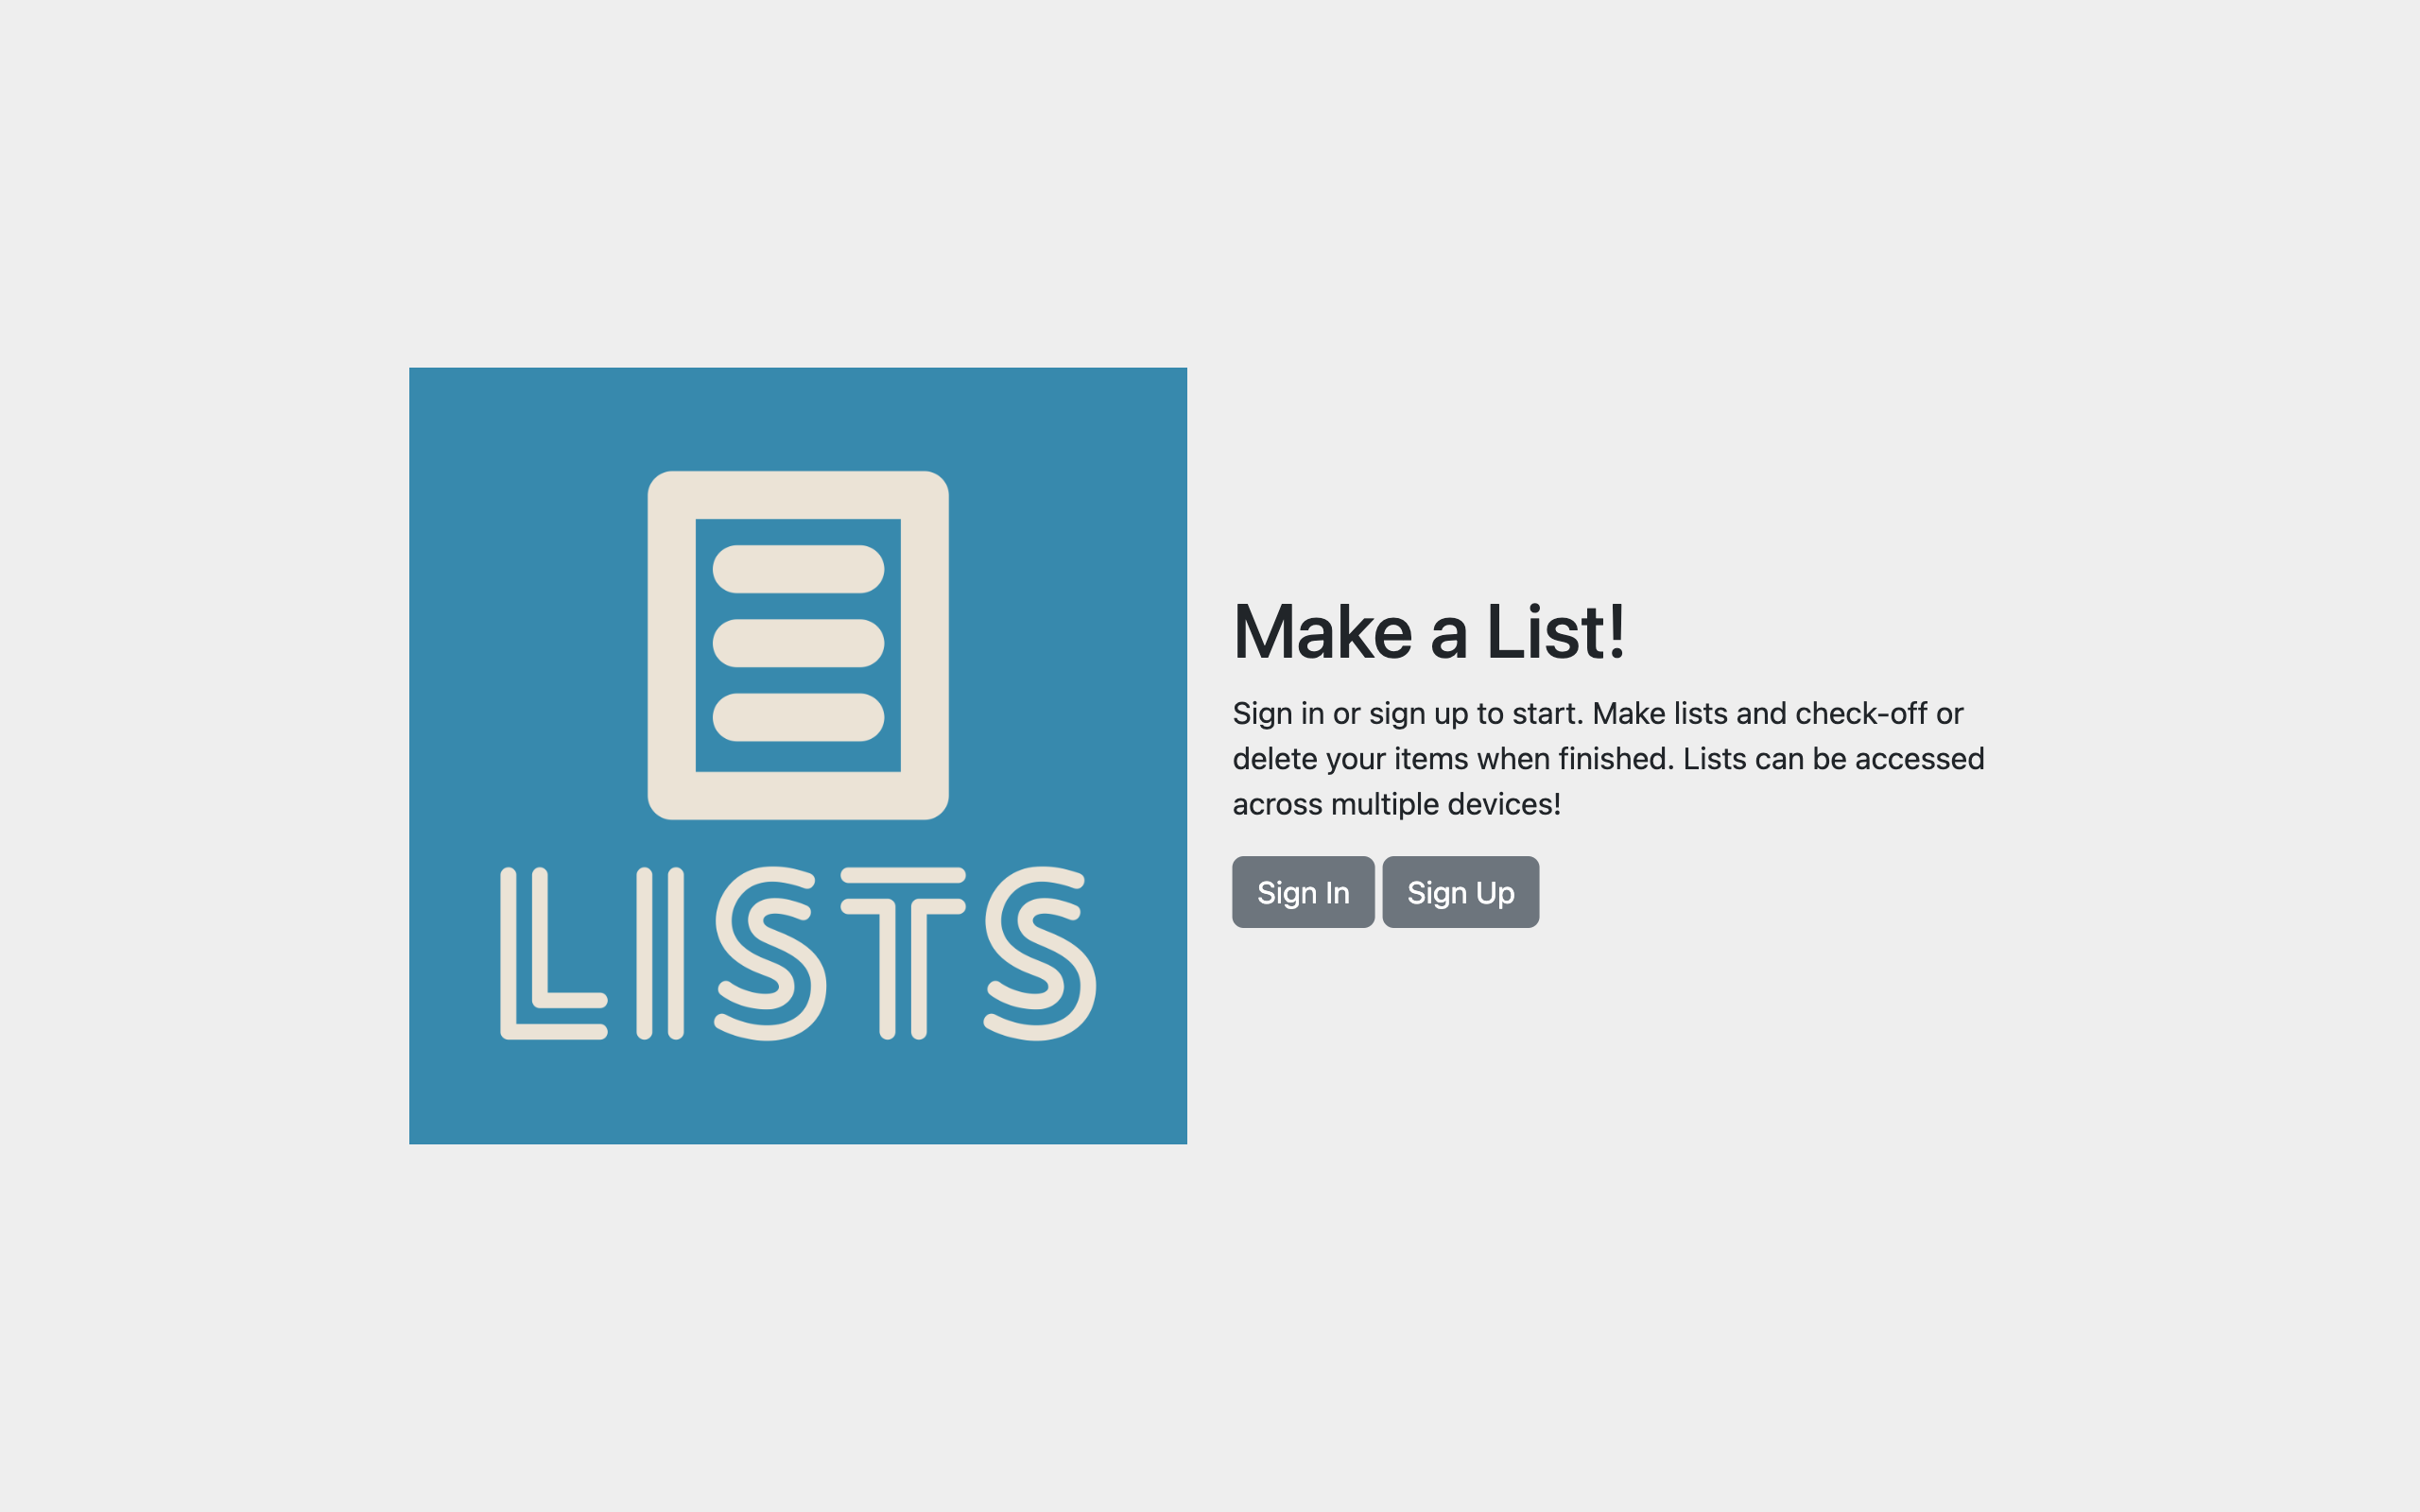 LISTS
Make a List!
Sign in or sign up to start. Make lists and check-off or
delete your items when finished. Lists can be accessed
across multiple devices!
Sign In
Sign Up